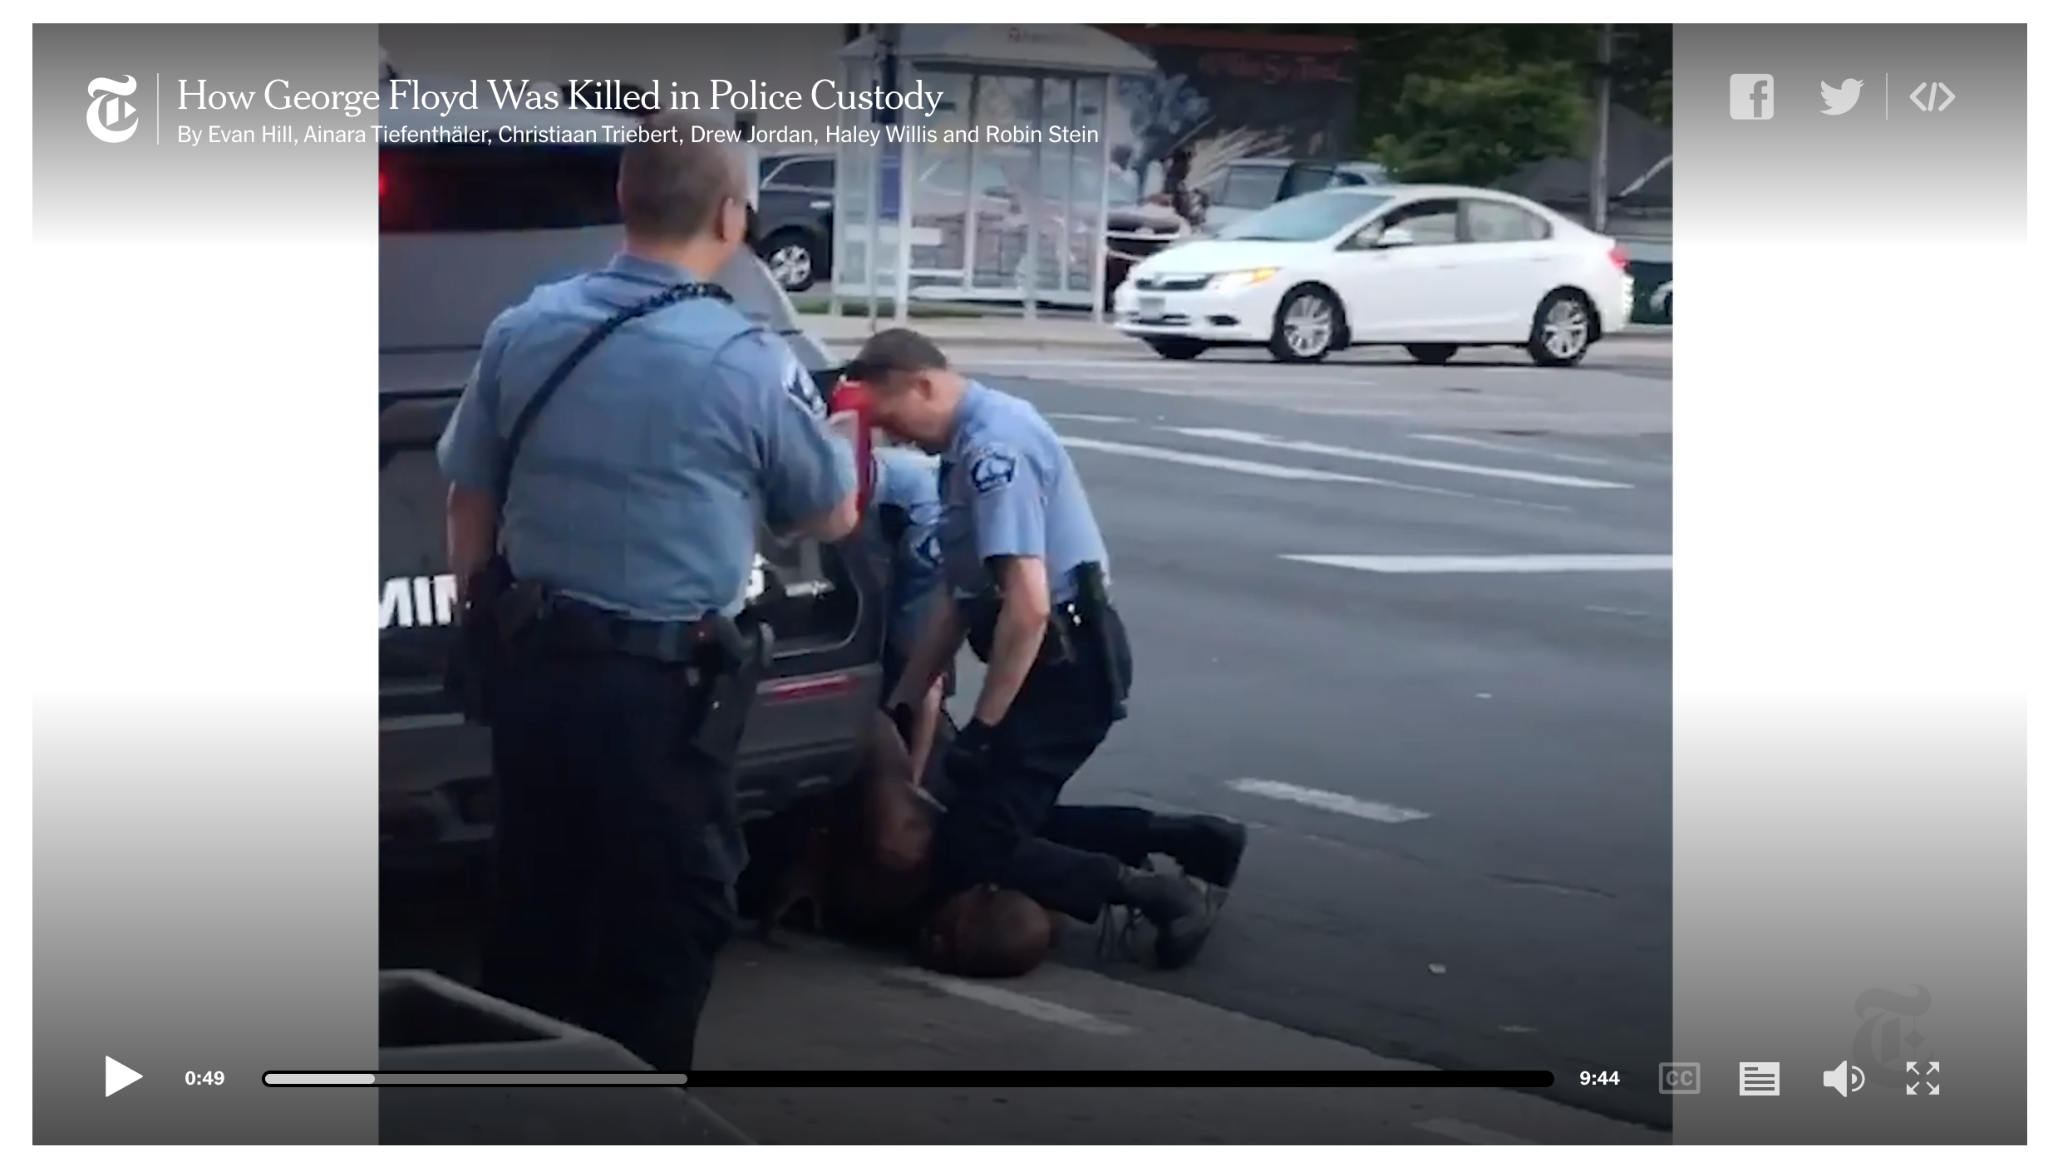 How George Floyd Was Killed in Police Custody
By Evan Hill, Ainara Tiefenthäler, Christiaan Triebert, Drew Jordan, Haley Willis and Robin Stein
MIN
0:49
9:44
CC